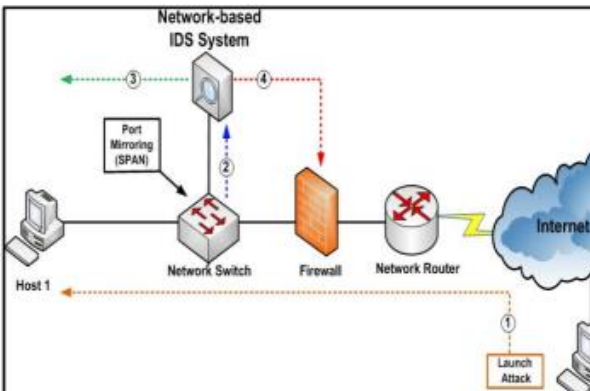 Network-based
IDS System
3
4
Port
Mirroring
(SPAN)
2
Internet
Network Switch
Firewall
Network Router
Host 1
1
Launch
Attack